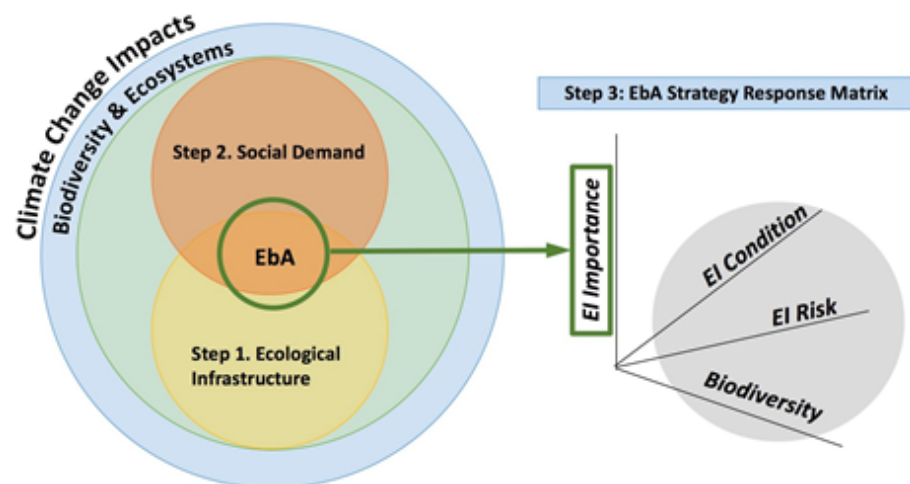 Climate Change Impacts
Biodiversity & Ecosystems
Step 2. Social Demand
EbA
Step 1. Ecological
Infrastructure
Step 3: EbA Strategy Response Matrix
EI Importance
EI Condition
EI Risk
Biodiversity